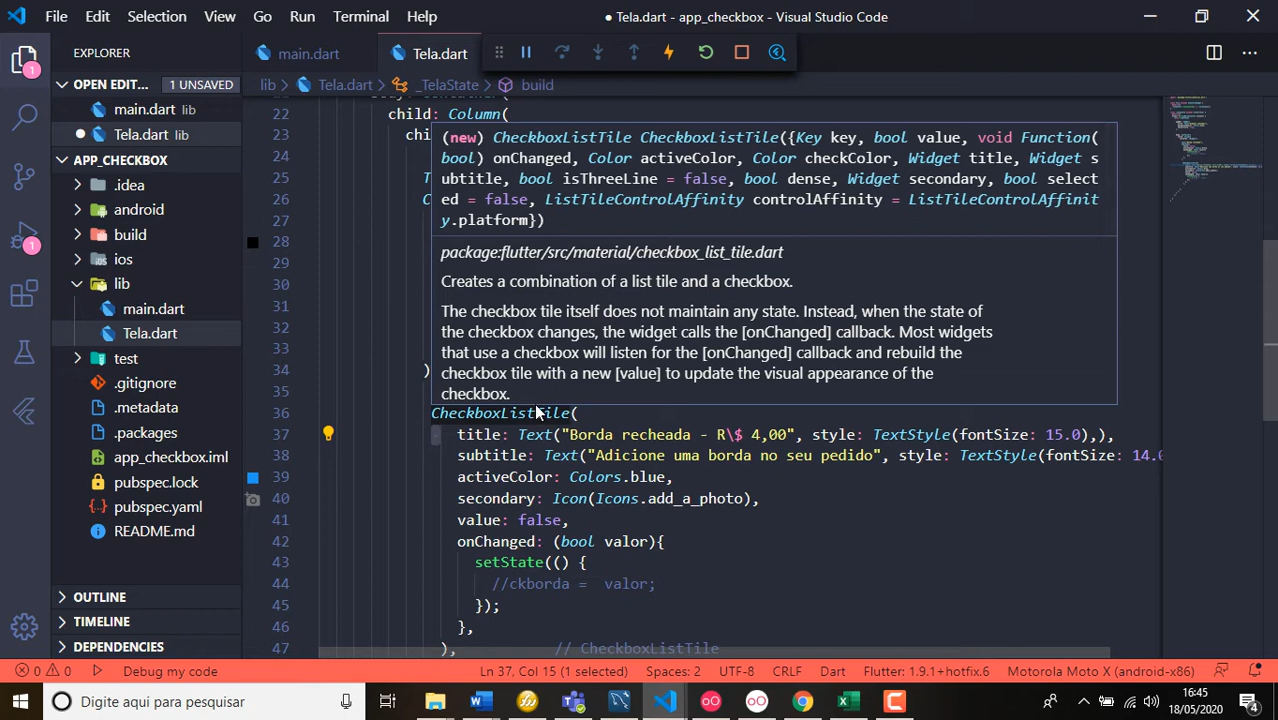 File Edit Selection View Go Run Terminal Help
● Tela.dart - app_checkbox - Visual Studio Code
EXPLORER
main.dart
Tela.dart
OPEN EDIT... 1 UNSAVED
main.dart lib
● Tela.dart lib
APP_CHECKBOX
.idea
android
build
ios
lib
main.dart
Tela.dart
test
.gitignore
.metadata
.packages
app_checkbox.iml
pubspec.lock
pubspec.yaml
README.md
OUTLINE
TIMELINE
DEPENDENCIES
1
1
lib > Tela.dart > _TelaState > build
22 child: Column(
23 chi
24
25 T
26 C
27
28
29
30
31
32
33
34 )
35
(new) CheckboxListTile CheckboxListTile({Key key, bool value, void Function(
bool) onChanged, Color activeColor, Color checkColor, Widget title, Widget s
ubtitle, bool isThreeLine = false, bool dense, Widget secondary, bool select
ed = false, ListTileControlAffinity controlAffinity = ListTileControlAffinit
y.platform})
package:flutter/src/material/checkbox_list_tile.dart
Creates a combination of a list tile and a checkbox.
The checkbox tile itself does not maintain any state. Instead, when the state of
the checkbox changes, the widget calls the [onChanged] callback. Most widgets
that use a checkbox will listen for the [onChanged] callback and rebuild the
checkbox tile with a new [value] to update the visual appearance of the
checkbox.
36 CheckboxListTile(
37 title: Text("Borda recheada - R\$ 4,00", style: TextStyle(fontSize: 15.0),),
38 subtitle: Text("Adicione uma borda no seu pedido", style: TextStyle(fontSize: 14.0
39 activeColor: Colors.blue,
40 secondary: Icon(Icons.add_a_photo),
41 value: false,
42 onChanged: (bool valor){
43 setState(() {
44 //ckborda = valor;
45 });
46 },
47 ), // CheckboxListTile
0 0 Debug my code Ln 37, Col 15 (1 selected) Spaces: 2 UTF-8 CRLF Dart Flutter: 1.9.1+hotfix.6 Motorola Moto X (android-x86)
Digite aqui para pesquisar
16:45
18/05/2020
4